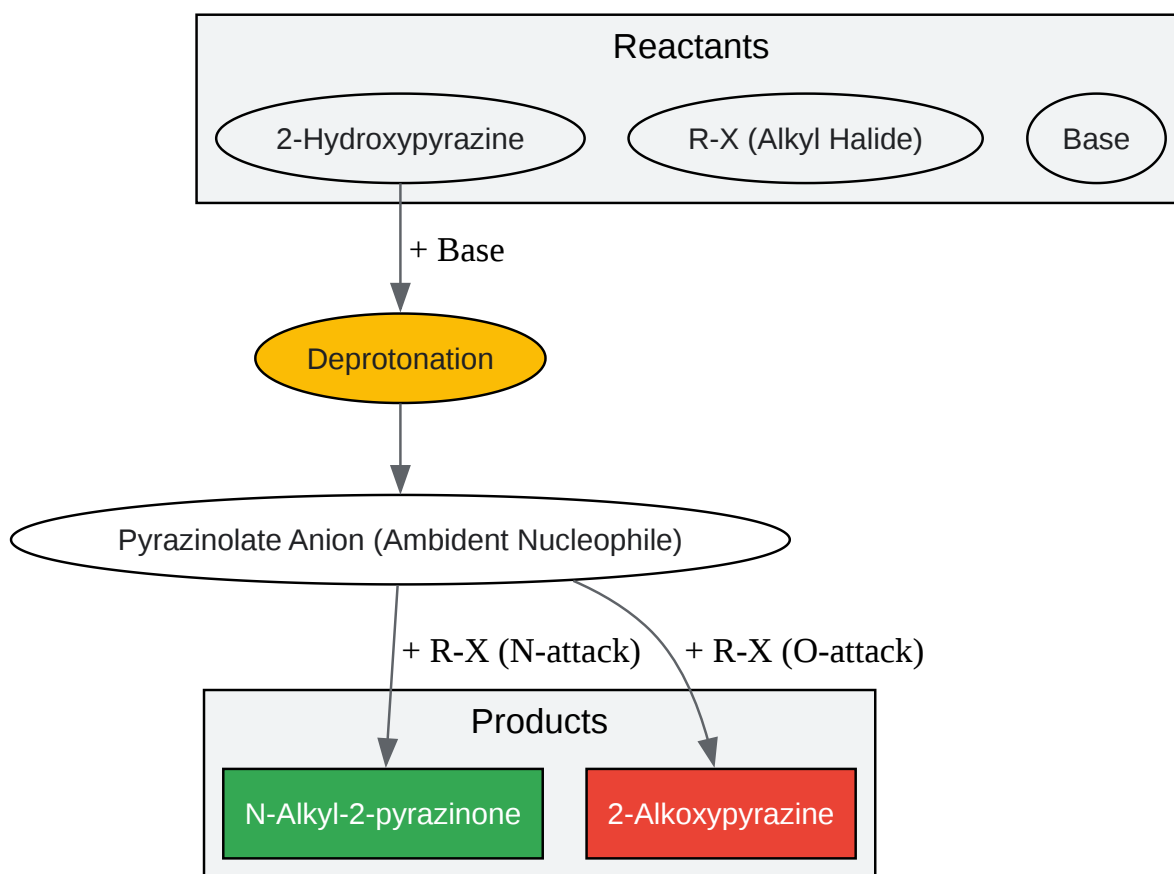 Reactants
2-Hydroxypyrazine
R-X (Alkyl Halide)
Base
+ Base
Deprotonation
Pyrazinolate Anion (Ambident Nucleophile)
+ R-X (N-attack)
+ R-X (O-attack)
Products
N-Alkyl-2-pyrazinone
2-Alkoxypyrazine